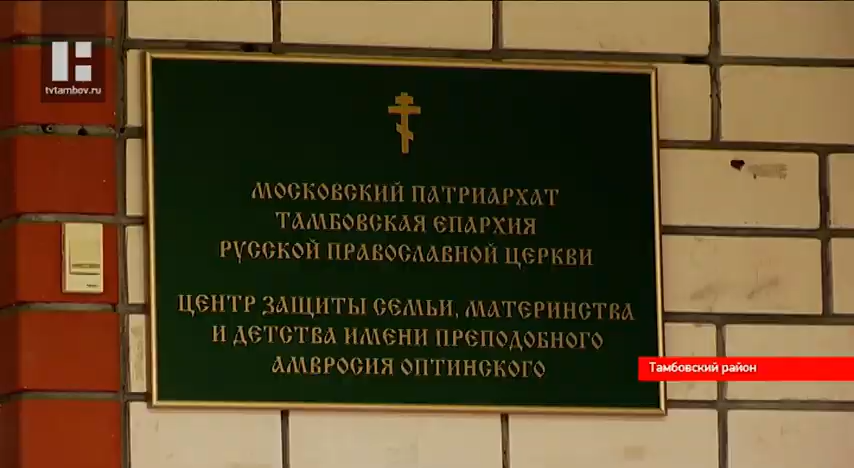 tvtambov.ru
МОСКОВСКИЙ ПАТРИАРХАТ
ТАМБОВСКАЯ ЕПАРХИЯ
РУССКОЙ ПРАВОСЛАВНОЙ ЦЕРКВИ
ЦЕНТР ЗАЩИТЫ СЕМЬИ, МАТЕРИНСТВА
И ДЕТСТВА ИМЕНИ ПРЕПОДОБНОГО
АМВРОСИЯ ОПТИНСКОГО
Тамбовский район